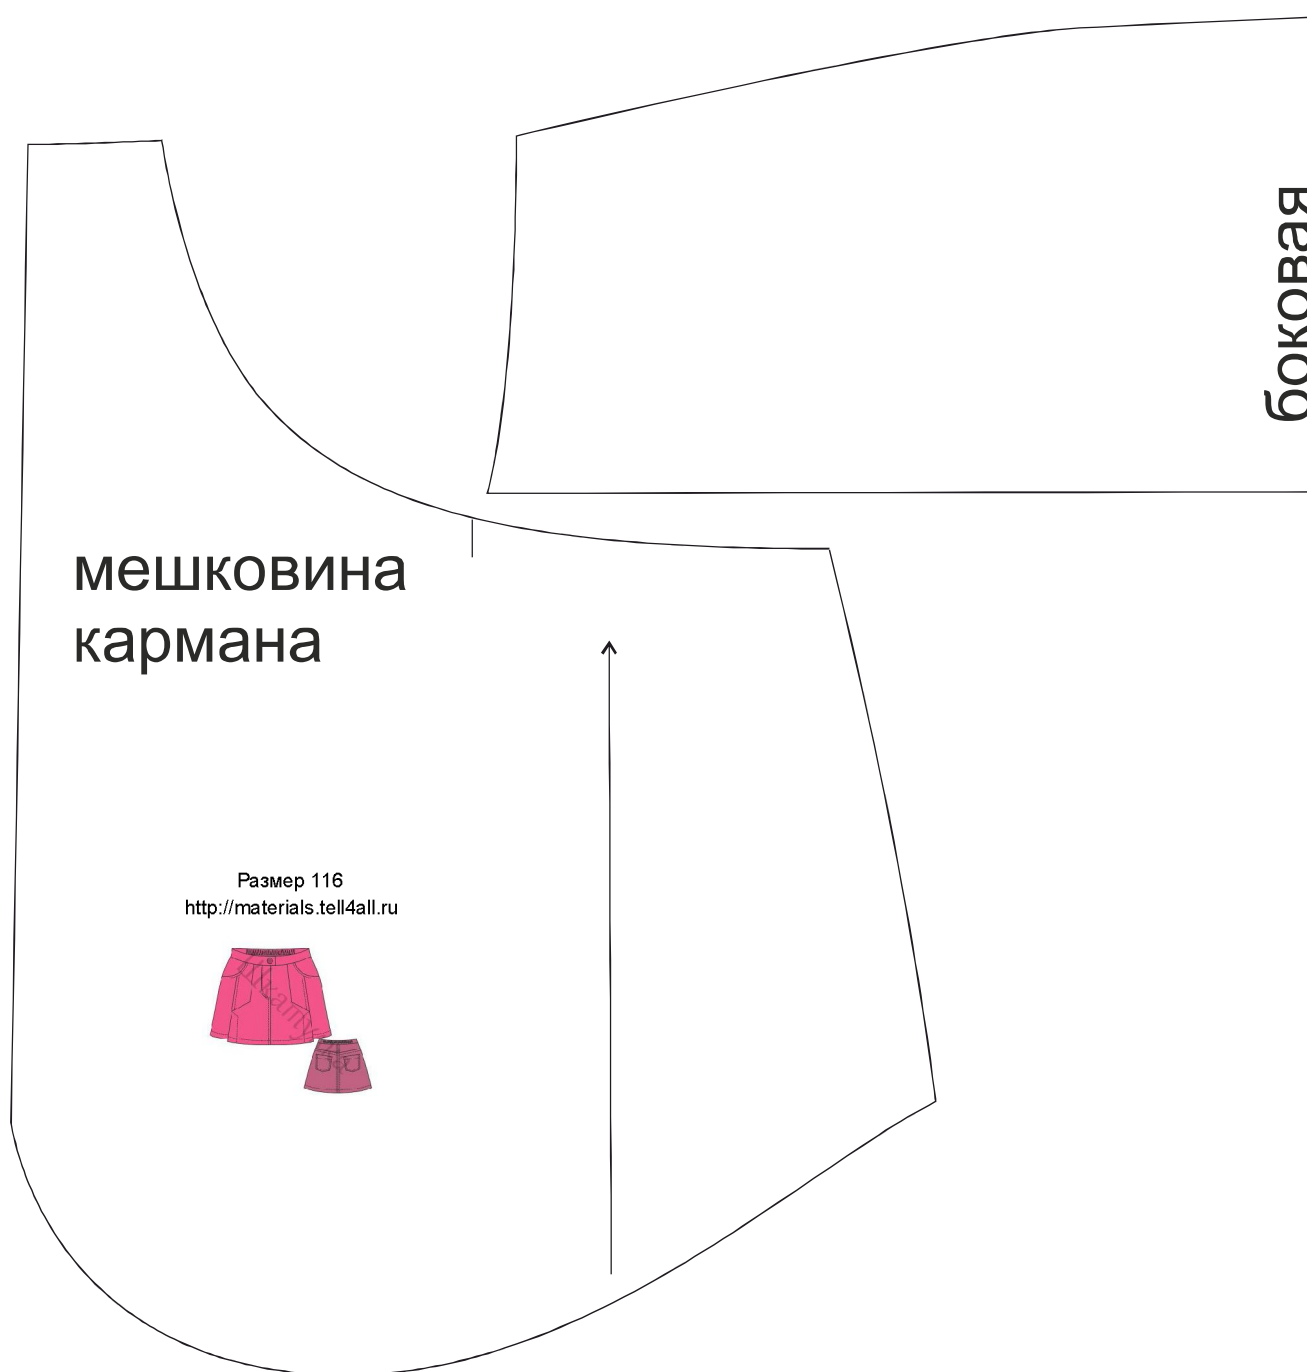 боковая
мешковина
кармана
Размер 116
http://materials.tell4all.ru